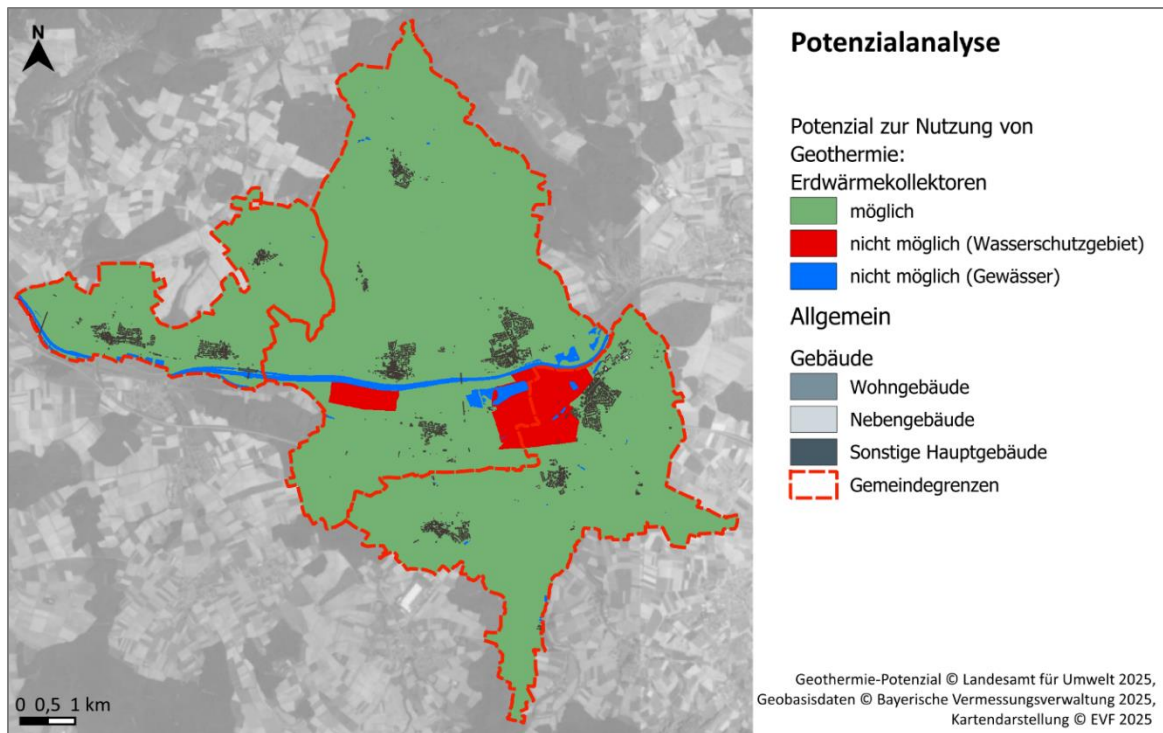 N
0 0,5 1 km
Potenzialanalyse
Potenzial zur Nutzung von
Geothermie:
Erdwärmekollektoren
möglich
nicht möglich (Wasserschutzgebiet)
nicht möglich (Gewässer)
Allgemein
Gebäude
Wohngebäude
Nebengebäude
Sonstige Hauptgebäude
Gemeindegrenzen
Geothermie-Potenzial © Landesamt für Umwelt 2025,
Geobasisdaten © Bayerische Vermessungsverwaltung 2025,
Kartendarstellung © EVF 2025